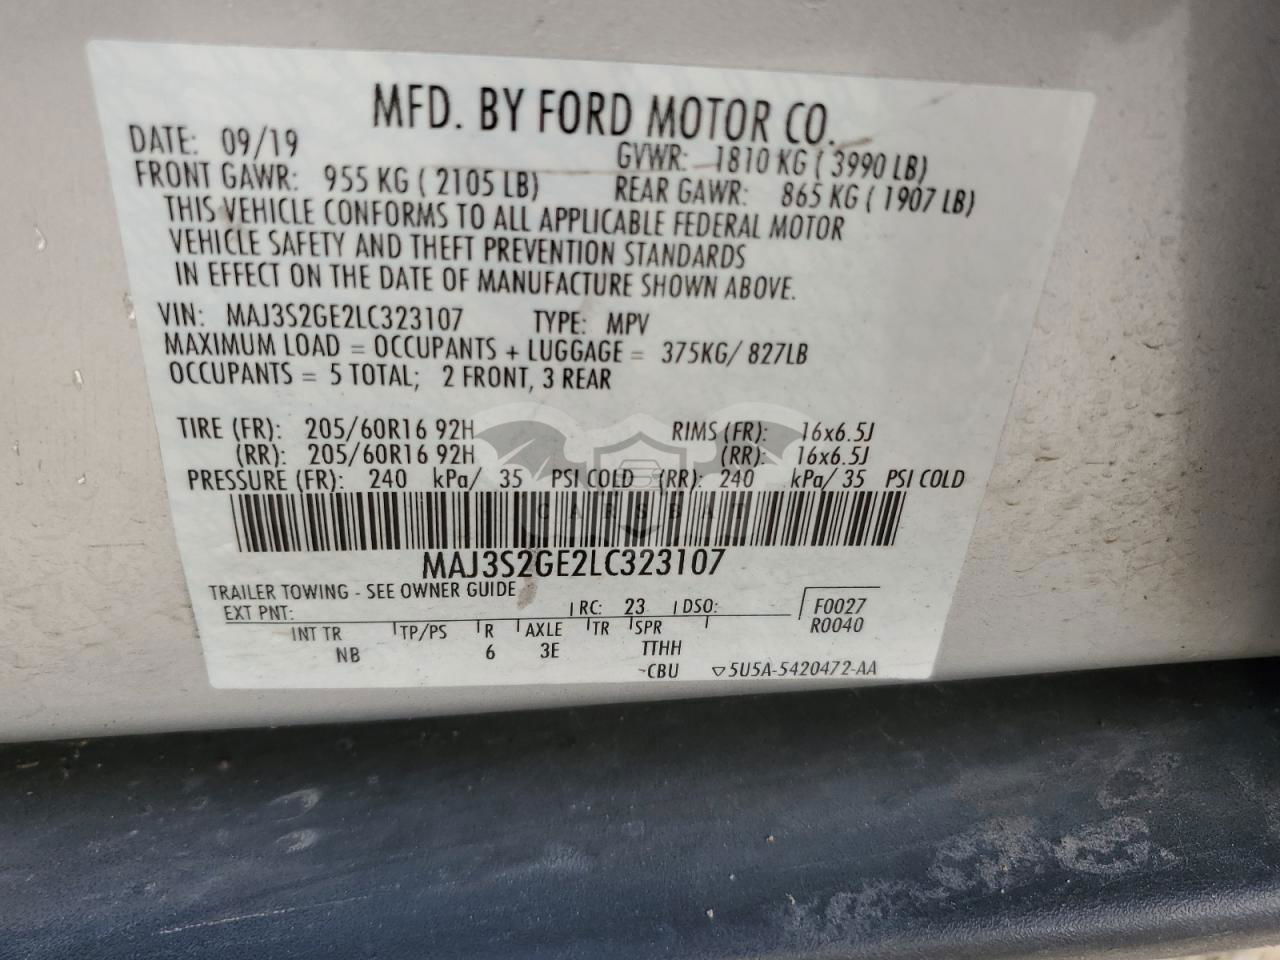 MFD. BY FORD MOTOR CO.
DATE: 09/19 GVWR: 1810 KG ( 3990 LB)
FRONT GAWR: 955 KG ( 2105 LB) REAR GAWR: 865 KG ( 1907 LB)
THIS VEHICLE CONFORMS TO ALL APPLICABLE FEDERAL MOTOR
VEHICLE SAFETY AND THEFT PREVENTION STANDARDS
IN EFFECT ON THE DATE OF MANUFACTURE SHOWN ABOVE.
VIN: MAJ3S2GE2LC323107 TYPE: MPV
MAXIMUM LOAD = OCCUPANTS + LUGGAGE = 375KG/ 827LB
OCCUPANTS = 5 TOTAL; 2 FRONT, 3 REAR
TIRE (FR): 205/60R16 92H RIMS (FR): 16x6.5J
(RR): 205/60R16 92H (RR): 16x6.5J
PRESSURE (FR): 240 kPa/ 35 PSI COLD (RR): 240 kPa/ 35 PSI COLD
CARSBAT
MAJ3S2GE2LC323107
TRAILER TOWING - SEE OWNER GUIDE
EXT PNT: RC: 23 DSO: F0027
R0040
INT TR TP/PS R AXLE TR SPR
NB 6 3E TTHH
CBU ▽5U5A-5420472-AA